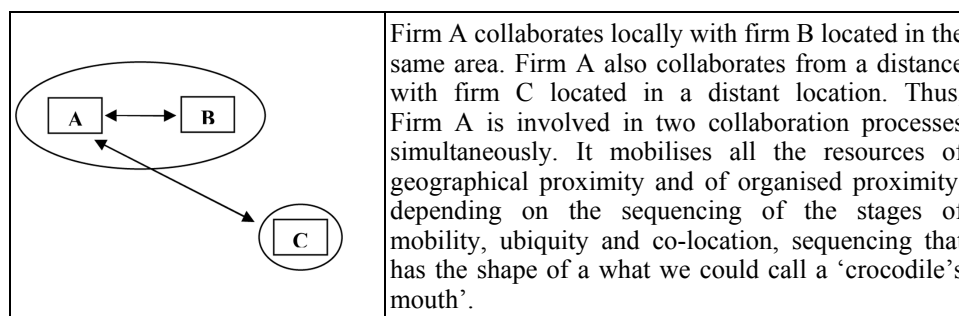 Firm A collaborates locally with firm B located in the
same area. Firm A also collaborates from a distance
with firm C located in a distant location. Thus
Firm A is involved in two collaboration processes
simultaneously. It mobilises all the resources of
geographical proximity and of organised proximity
depending on the sequencing of the stages of
mobility, ubiquity and co-location, sequencing that
has the shape of a what we could call a ‘crocodile’s
mouth’.
A
B
C